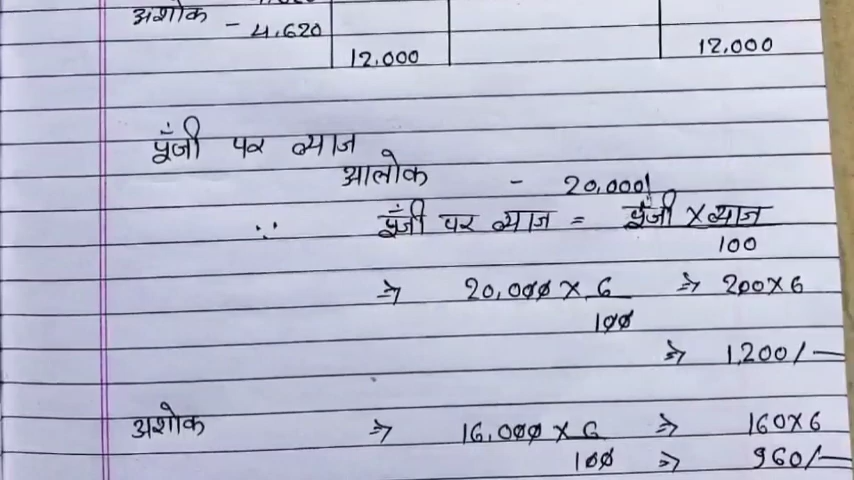 अशोक - 4.620
12.000 12.000
पूँजी पर ब्याज
आलोक - 20,000/
∵ पूँजी पर ब्याज = पूँजी × ब्याज
100
⇒ 20,000 × 6 ⇒ 200×6
100
⇒ 1,200/—
अशोक ⇒ 16,000 × 6 ⇒ 160×6
100 ⇒ 960/—